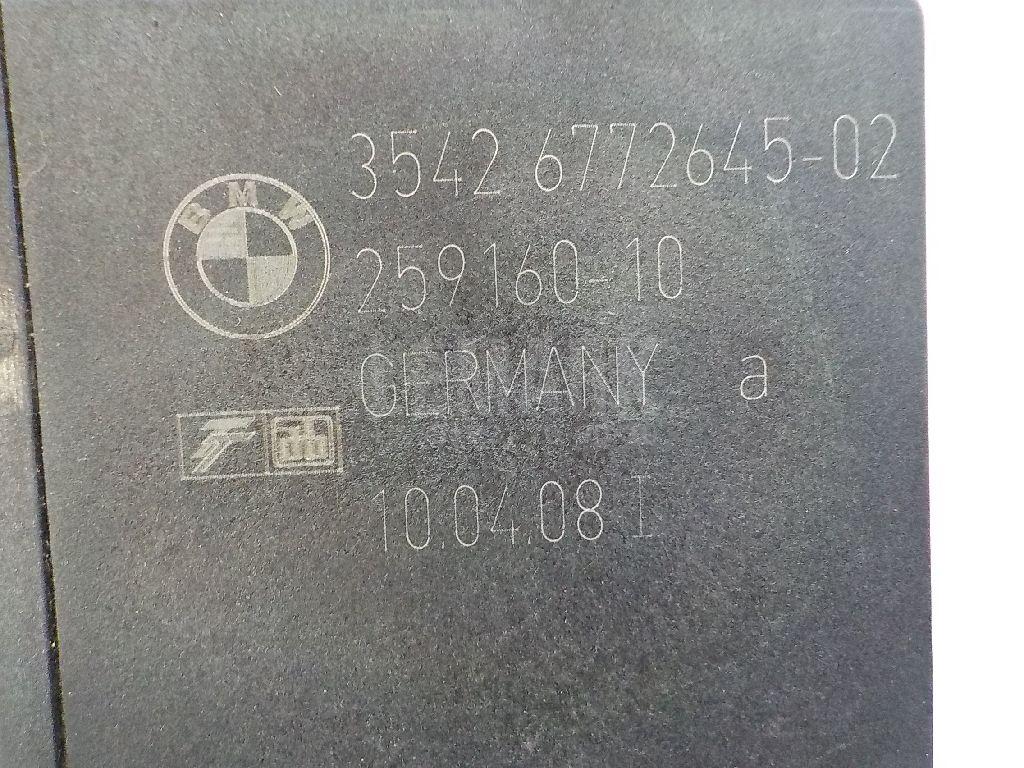 BMW
3542 6772645-02
259160-10
GERMANY a
10.04.08 I